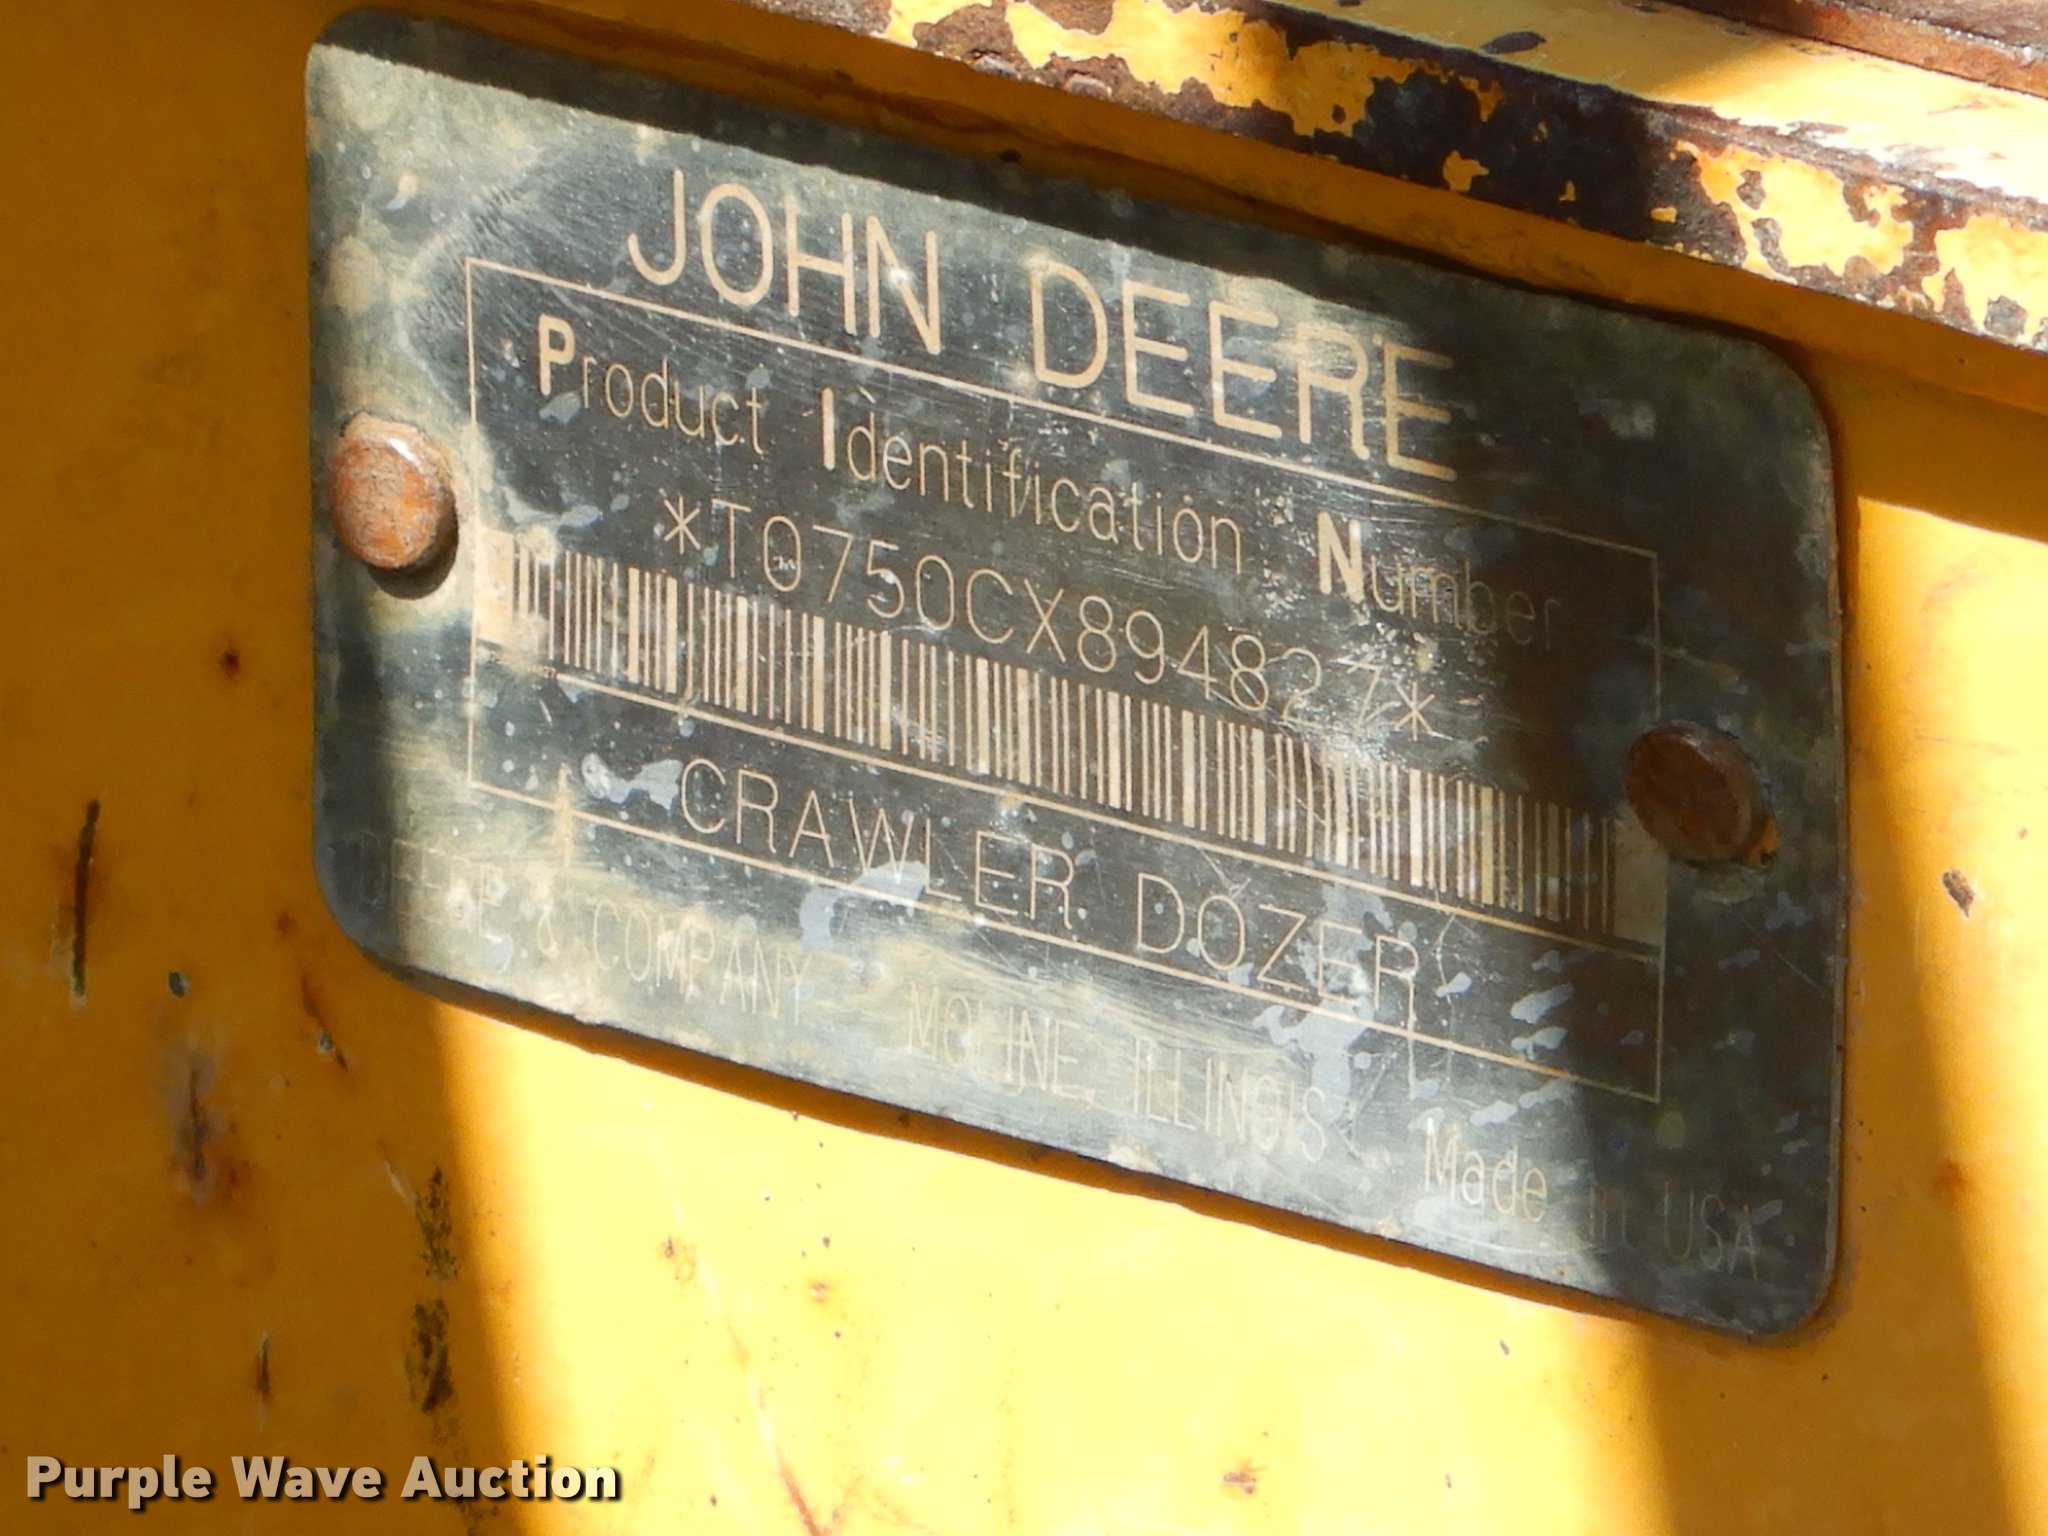 JOHN DEERE
Product Identification Number
*T0750CX894827*
CRAWLER DOZER
DEERE & COMPANY MOLINE, ILLINOIS Made in USA
Purple Wave Auction